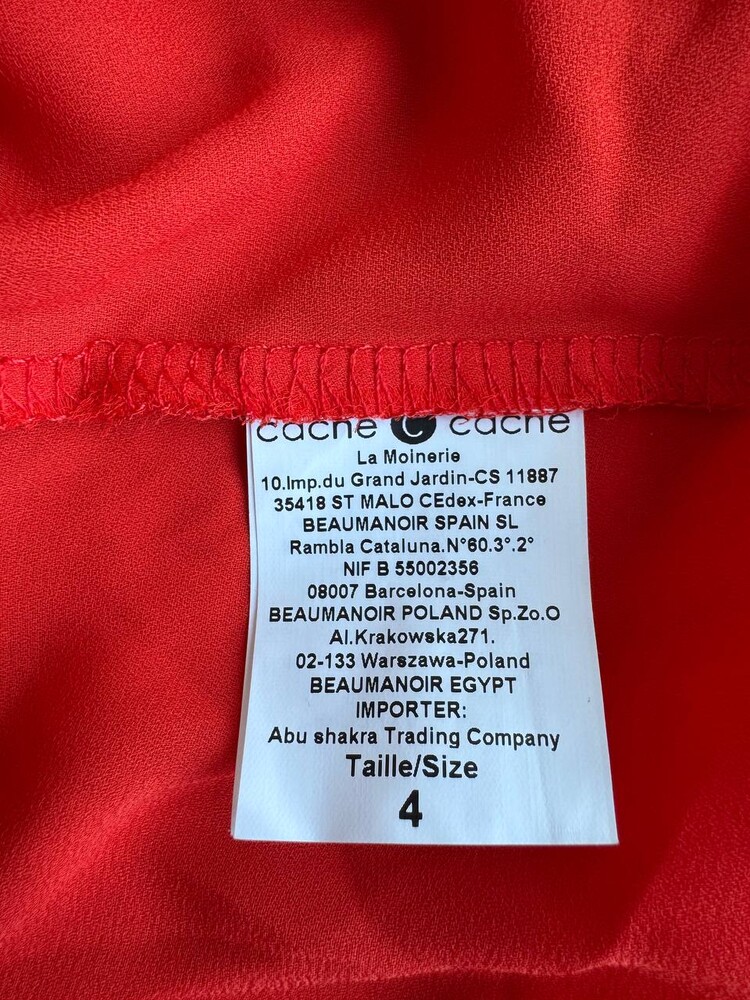 cache C cache
La Moinerie
10.Imp.du Grand Jardin-CS 11887
35418 ST MALO CEdex-France
BEAUMANOIR SPAIN SL
Rambla Cataluna.N°60.3°.2°
NIF B 55002356
08007 Barcelona-Spain
BEAUMANOIR POLAND Sp.Zo.O
Al.Krakowska271.
02-133 Warszawa-Poland
BEAUMANOIR EGYPT
IMPORTER:
Abu shakra Trading Company
Taille/Size
4